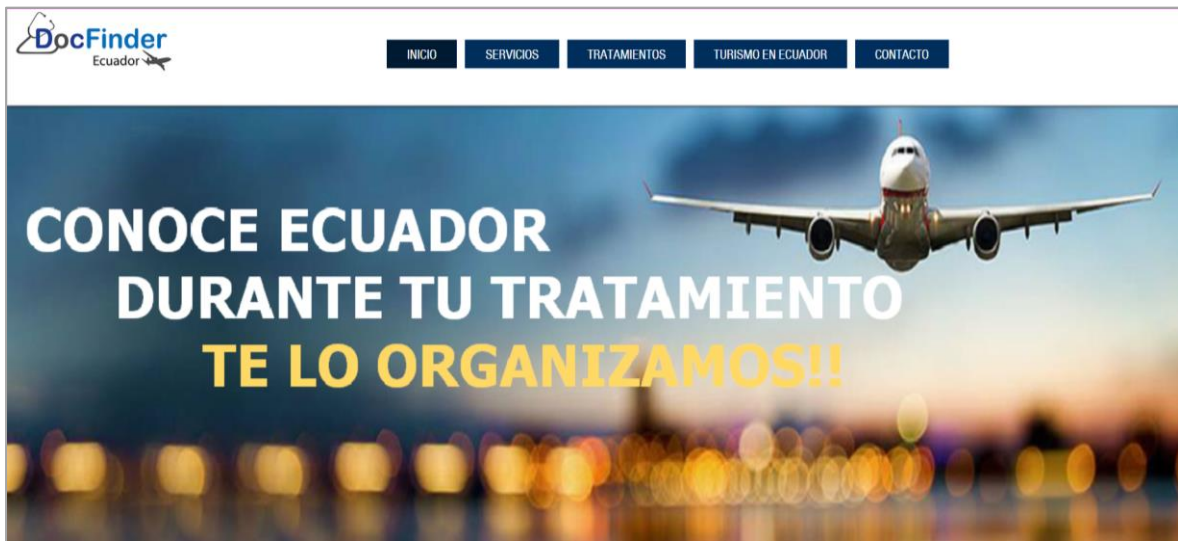 DocFinder
Ecuador
INICIO
SERVICIOS
TRATAMIENTOS
TURISMO EN ECUADOR
CONTACTO
CONOCE ECUADOR
DURANTE TU TRATAMIENTO
TE LO ORGANIZAMOS!!